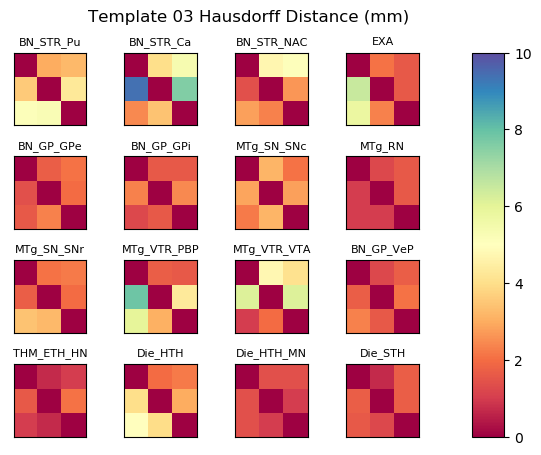 Template 03 Hausdorff Distance (mm)
BN_STR_Pu BN_STR_Ca BN_STR_NAC EXA
BN_GP_GPe BN_GP_GPi MTg_SN_SNc MTg_RN
MTg_SN_SNr MTg_VTR_PBP MTg_VTR_VTA BN_GP_VeP
THM_ETH_HN Die_HTH Die_HTH_MN Die_STH
10
8
6
4
2
0